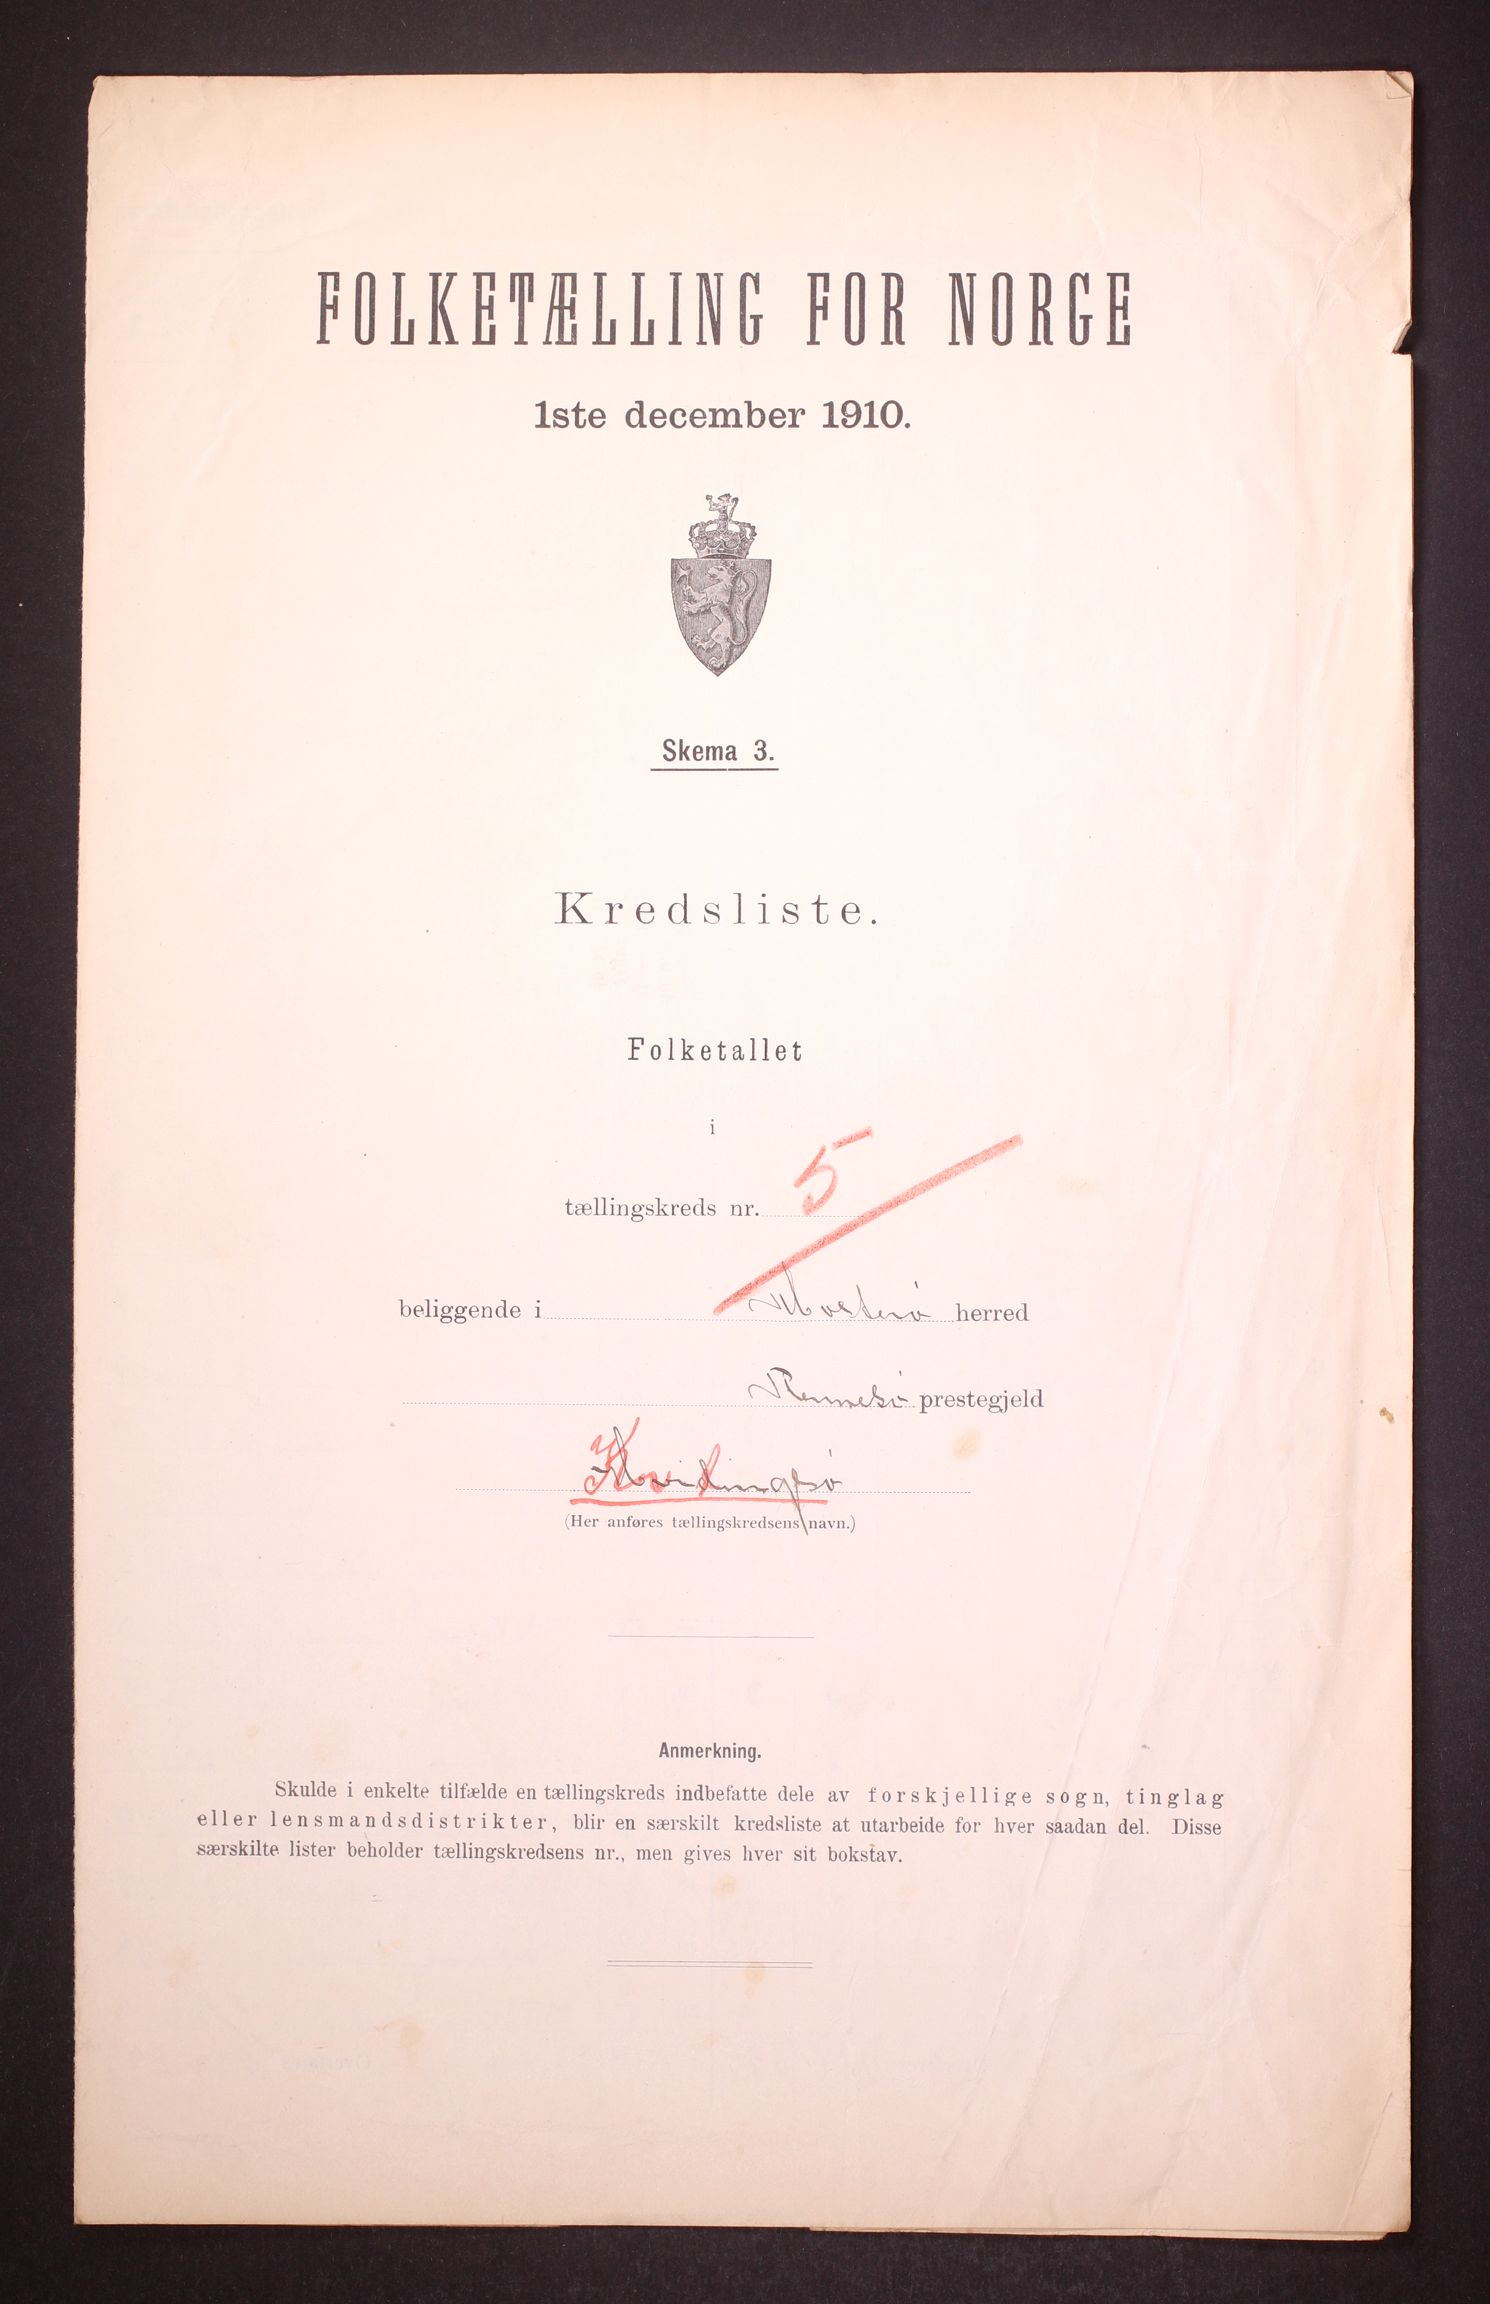 FOLKETÆLLING FOR NORGE
1ste december 1910.
Skema 3.
Kredsliste.
Folketallet
i
tællingskreds nr. 5
beliggende i Mosterø herred
Rennesø prestegjeld
Kvidingsø
(Her anføres tællingskredsens navn.)
Anmerkning.
Skulde i enkelte tilfælde en tællingskreds indbefatte dele av forskjellige sogn, tinglag
eller lensmandsdistrikter, blir en særskilt kredsliste at utarbeide for hver saadan del. Disse
særskilte lister beholder tællingskredsens nr., men gives hver sit bokstav.